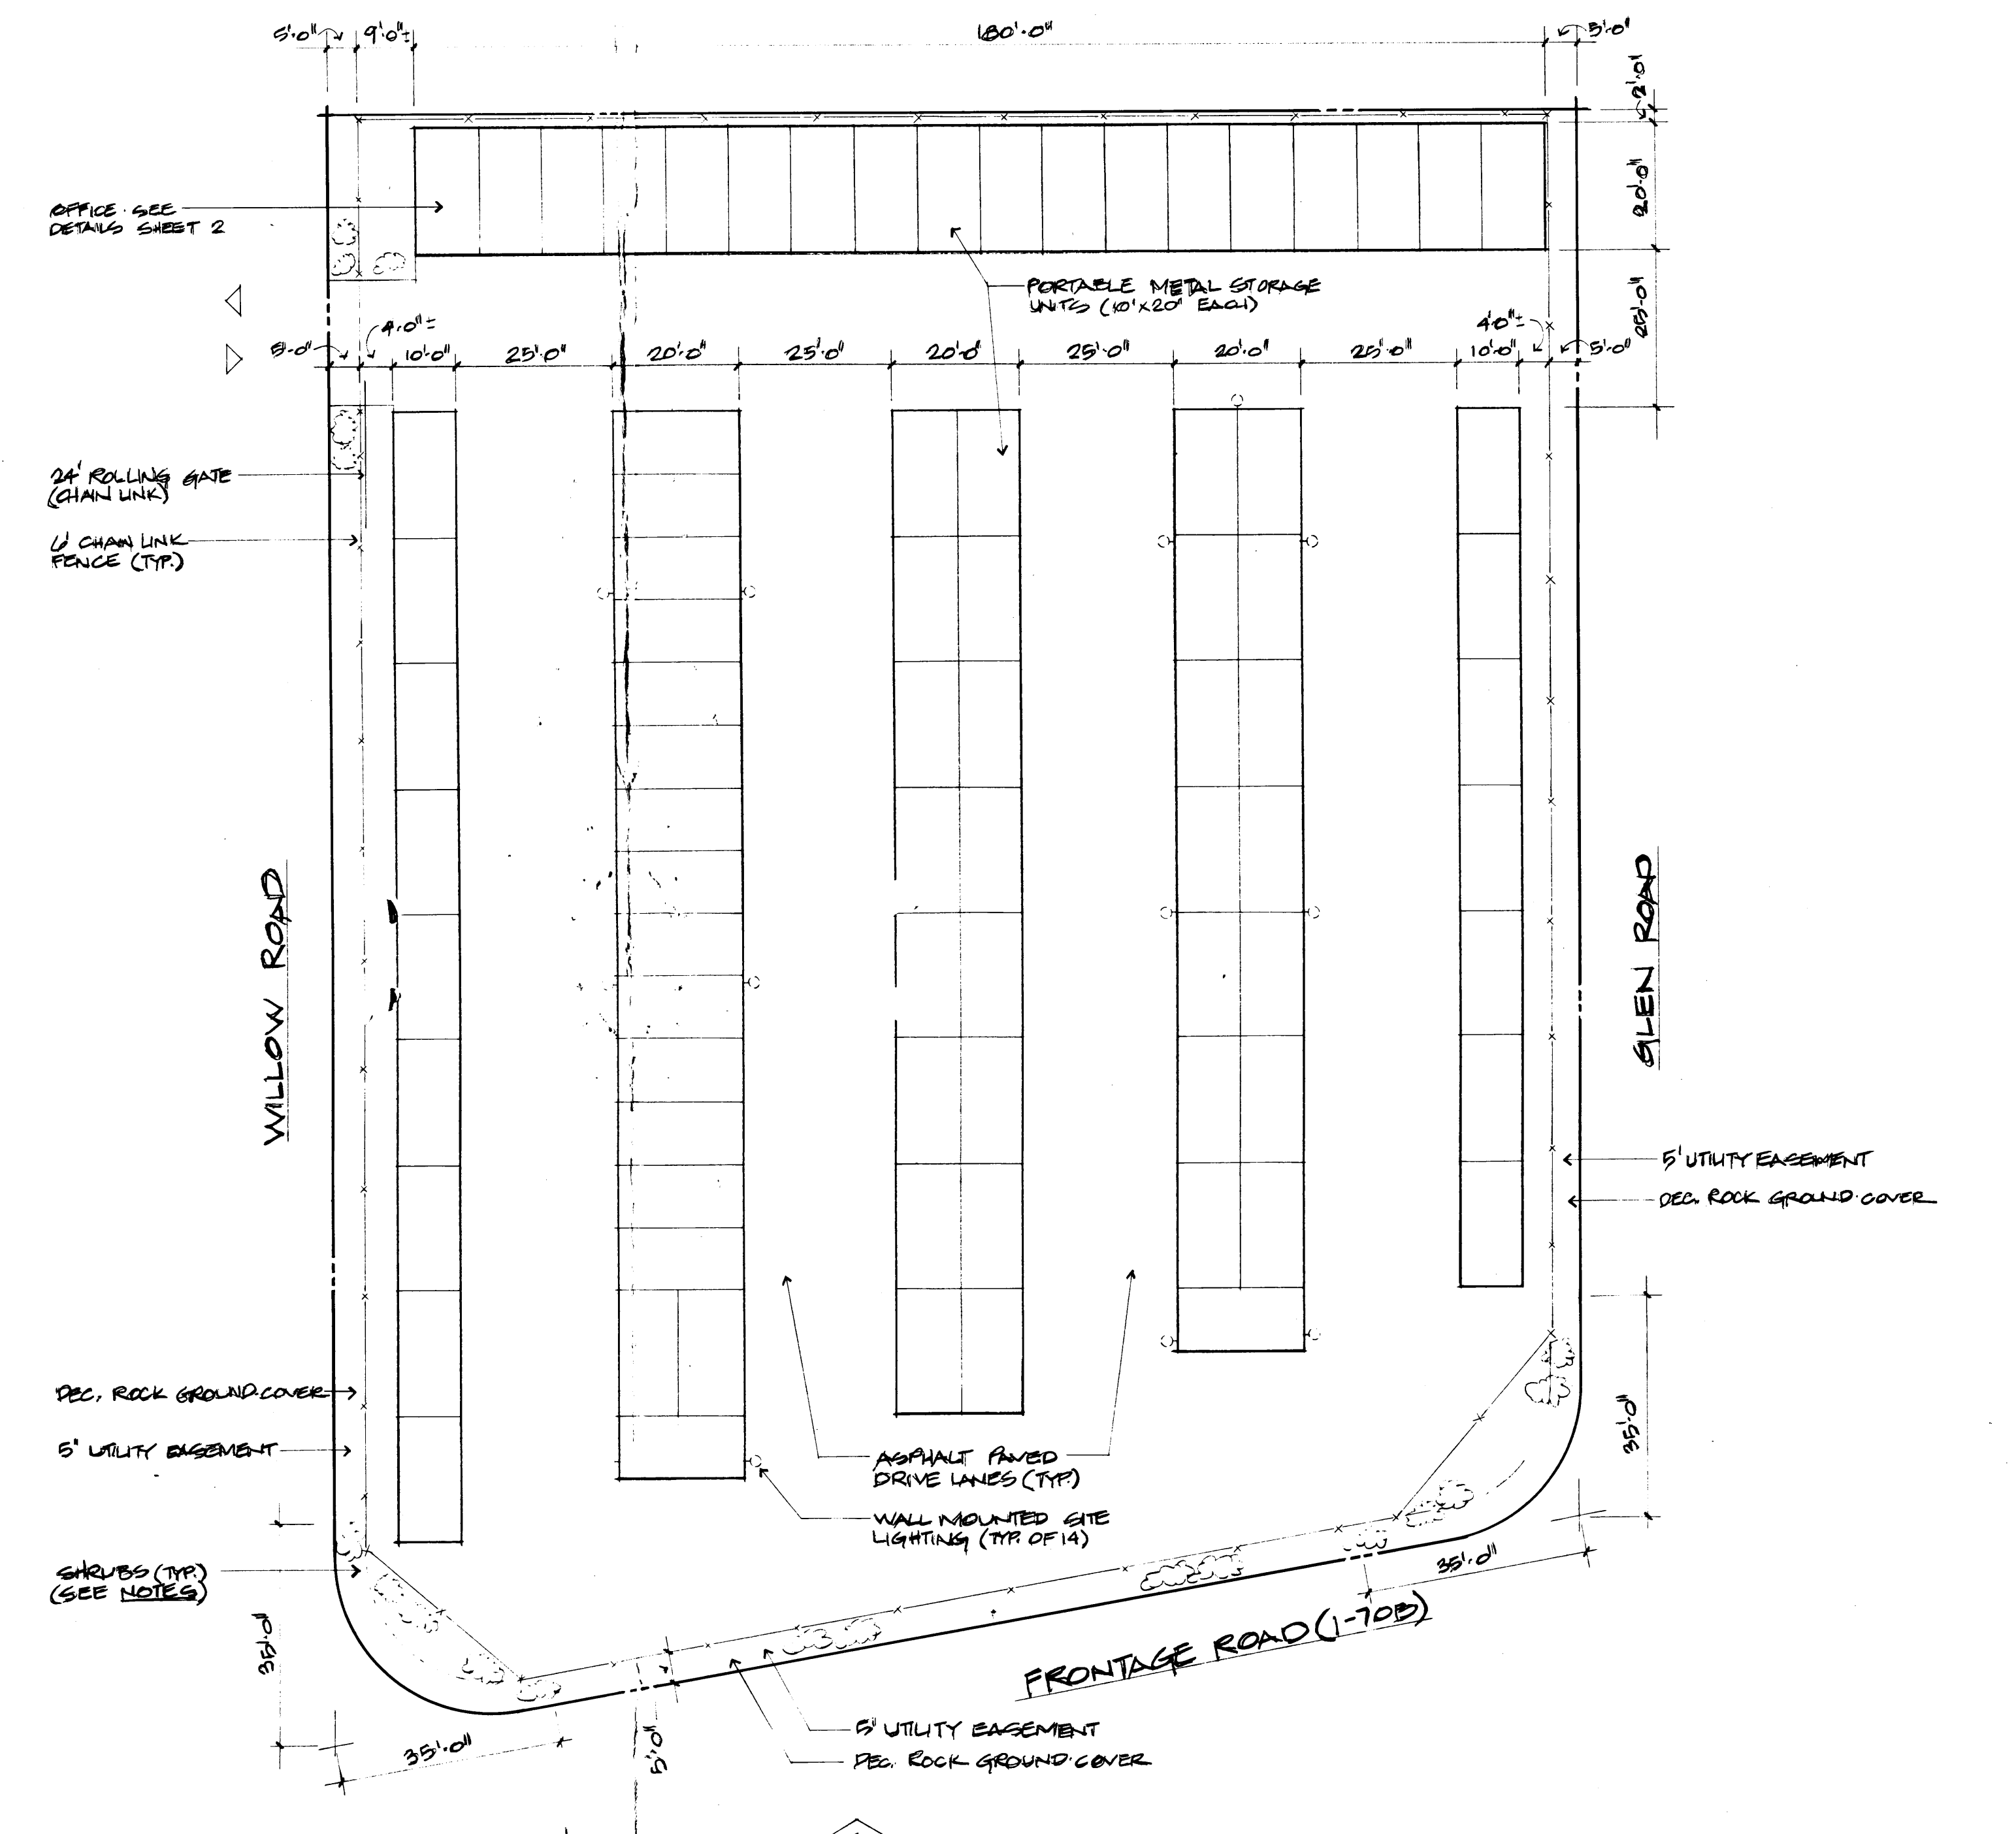 5'-0" 9'-0"± 180'-0" 5'-0"
2'-0"
20'-0"
25'-0"
OFFICE - SEE
DETAILS SHEET 2
PORTABLE METAL STORAGE
UNITS (10'X20' EACH)
5'-0" 4'-0"± 10'-0" 25'-0" 20'-0" 25'-0" 20'-0" 25'-0" 20'-0" 25'-0" 10'-0" 4'-0"± 5'-0"
24' ROLLING GATE
(CHAIN LINK)
6' CHAIN LINK
FENCE (TYP.)
WILLOW ROAD
GLEN ROAD
5' UTILITY EASEMENT
DEC. ROCK GROUND-COVER
DEC. ROCK GROUND-COVER
5' UTILITY EASEMENT
ASPHALT PAVED
DRIVE LANES (TYP.)
WALL MOUNTED SITE
LIGHTING (TYP. OF 14)
SHRUBS (TYP.)
(SEE NOTES)
35'-0"
35'-0"
35'-0"
35'-0"
FRONTAGE ROAD (I-70B)
5'-0"
5' UTILITY EASEMENT
DEC. ROCK GROUND-COVER